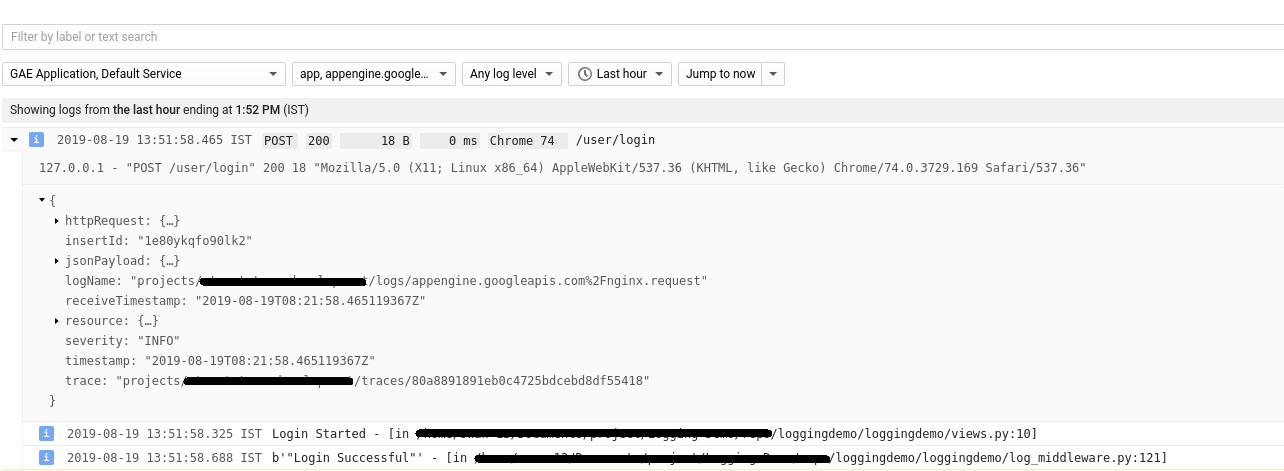 Filter by label or text search
GAE Application, Default Service app, appengine.google... Any log level Last hour Jump to now
Showing logs from the last hour ending at 1:52 PM (IST)
i 2019-08-19 13:51:58.465 IST POST 200 18 B 0 ms Chrome 74 /user/login
127.0.0.1 - "POST /user/login" 200 18 "Mozilla/5.0 (X11; Linux x86_64) AppleWebKit/537.36 (KHTML, like Gecko) Chrome/74.0.3729.169 Safari/537.36"
{
httpRequest: {…}
insertId: "1e80ykqfo90lk2"
jsonPayload: {…}
logName: "projects/ /logs/appengine.googleapis.com%2Fnginx.request"
receiveTimestamp: "2019-08-19T08:21:58.465119367Z"
resource: {…}
severity: "INFO"
timestamp: "2019-08-19T08:21:58.465119367Z"
trace: "projects/ /traces/80a8891891eb0c4725bdcebd8df55418"
}
i 2019-08-19 13:51:58.325 IST Login Started - [in /loggingdemo/loggingdemo/views.py:10]
i 2019-08-19 13:51:58.688 IST b'"Login Successful"' - [in /loggingdemo/loggingdemo/log_middleware.py:121]